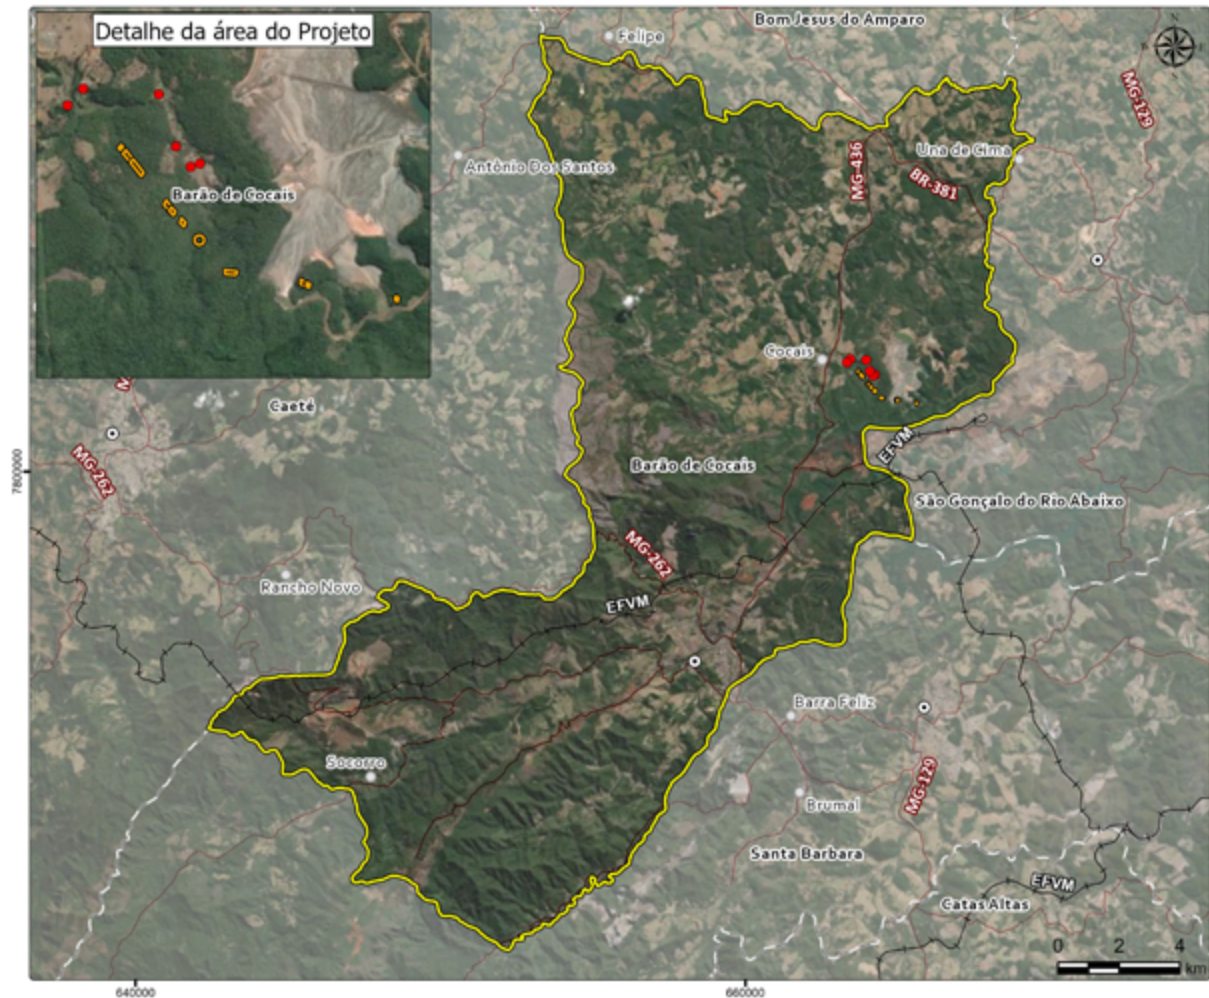 Detalhe da área do Projeto
Bom Jesus do Amparo
N
Felipe
MG-129
Una de Cima
MG-436
Antônio Dos Santos
BR-381
Barão de Cocais
Cocais
Caeté
EFVM
7800000
MG-262
Barão de Cocais
São Gonçalo do Rio Abaixo
MG-262
Rancho Novo
EFVM
Barra Feliz
Socorro
MG-129
Brumal
Santa Barbara
EFVM
Catas Altas
0 2 4
km
640000
660000